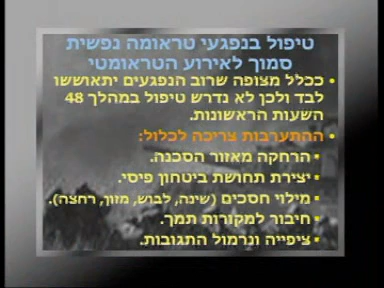 טיפול בנפגעי טראומה נפשית
סמוך לאירוע הטראומטי
• ככלל מצופה שרוב הנפגעים יתאוששו
לבד ולכן לא נדרש טיפול במהלך 48
השעות הראשונות.
• ההתערבות צריכה לכלול:
• הרחקה מאזור הסכנה.
• יצירת תחושת ביטחון פיסי.
• מילוי חסכים (שינה, לבוש, מזון, רחצה).
• חיבור למקורות תמך.
• ציפייה ונרמול התגובות.